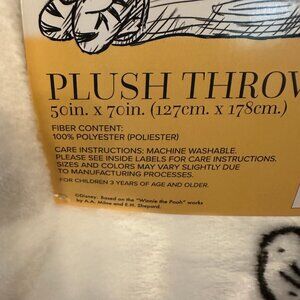 PLUSH THROW
50in. x 70in. (127cm. x 178cm.)
FIBER CONTENT:
100% POLYESTER (POLIESTER)
CARE INSTRUCTIONS: MACHINE WASHABLE.
PLEASE SEE INSIDE LABELS FOR CARE INSTRUCTIONS.
SIZES AND COLORS MAY VARY SLIGHTLY DUE
TO MANUFACTURING PROCESSES.
FOR CHILDREN 3 YEARS OF AGE AND OLDER.
©Disney. Based on the "Winnie the Pooh" works
by A.A. Milne and E.H. Shepard.